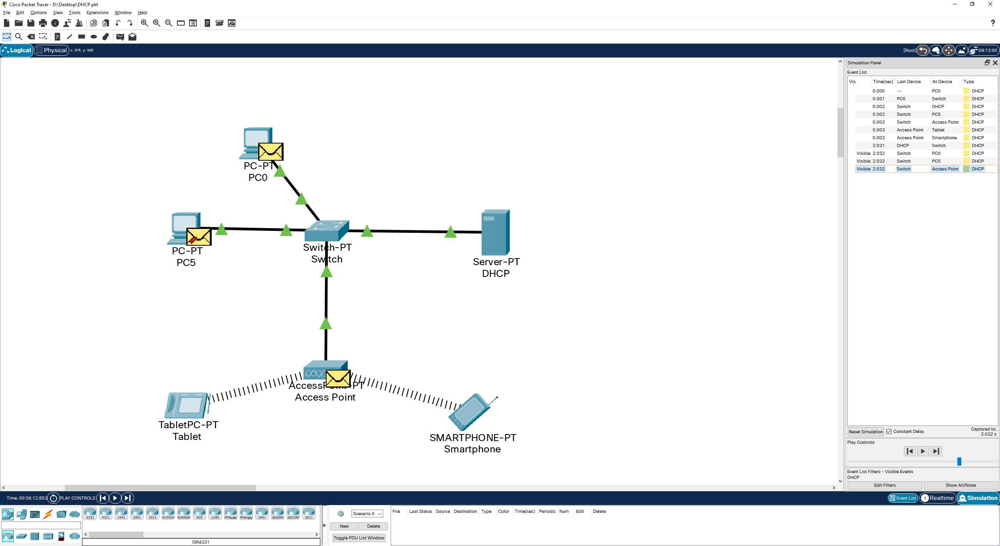 Cisco Packet Tracer - D:\Desktop\DHCP.pkt
File Edit Options View Tools Extensions Window Help
?
Logical Physical x: 979, y: 559 [Root] 09:13:00
Simulation Panel
Event List
Vis. Time(sec) Last Device At Device Type
0.000 -- PC0 DHCP
0.001 PC0 Switch DHCP
0.002 Switch DHCP DHCP
0.002 Switch PC5 DHCP
0.002 Switch Access Point DHCP
0.003 Access Point Tablet DHCP
0.003 Access Point Smartphone DHCP
2.031 DHCP Switch DHCP
Visible 2.032 Switch PC0 DHCP
Visible 2.032 Switch PC5 DHCP
Visible 2.032 Switch Access Point DHCP
PC-PT
PC0
PC-PT
PC5
Switch-PT
Switch
Server-PT
DHCP
AccessPoint-PT
Access Point
TabletPC-PT
Tablet
SMARTPHONE-PT
Smartphone
Reset Simulation Constant Delay Captured to:
2.032 s
Play Controls
Event List Filters - Visible Events
DHCP
Edit Filters Show All/None
Time: 00:56:12.853 PLAY CONTROLS: Event List Realtime Simulation
4331 4321 1941 2901 2911 819IOX 819HGW 829 1240 PT-Router PT-Empty 1841 2620XM 2621XM 2811
ISR4331
Scenario 0
New Delete
Toggle PDU List Window
Fire Last Status Source Destination Type Color Time(sec) Periodic Num Edit Delete